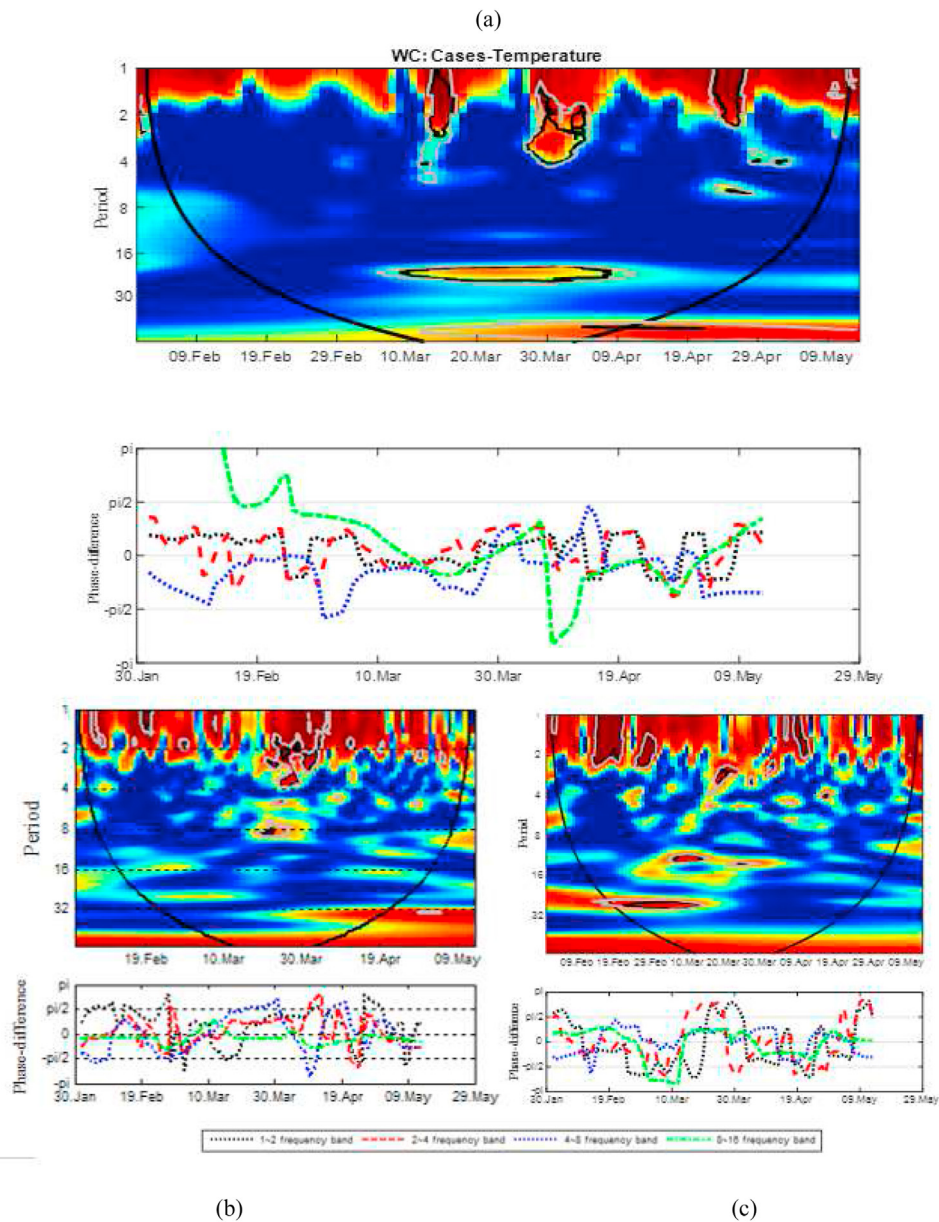 (a)
WC: Cases-Temperature
Period
1
2
4
8
16
30
09.Feb 19.Feb 29.Feb 10.Mar 20.Mar 30.Mar 09.Apr 19.Apr 29.Apr 09.May
Phase-difference
pi
pi/2
0
-pi/2
-pi
30.Jan 19.Feb 10.Mar 30.Mar 19.Apr 09.May 29.May
Period
1
2
4
8
16
32
19.Feb 10.Mar 30.Mar 19.Apr 09.May
Period
1
2
4
8
16
32
09.Feb 19.Feb 29.Feb 10.Mar 20.Mar 30.Mar 09.Apr 19.Apr 29.Apr 09.May
Phase-difference
pi
pi/2
0
-pi/2
-pi
30.Jan 19.Feb 10.Mar 30.Mar 19.Apr 09.May 29.May
Phase-difference
pi
pi/2
0
-pi/2
-pi
30.Jan 19.Feb 10.Mar 30.Mar 19.Apr 09.May 29.May
1~2 frequency band 2~4 frequency band 4~8 frequency band 8~16 frequency band
(b) (c)